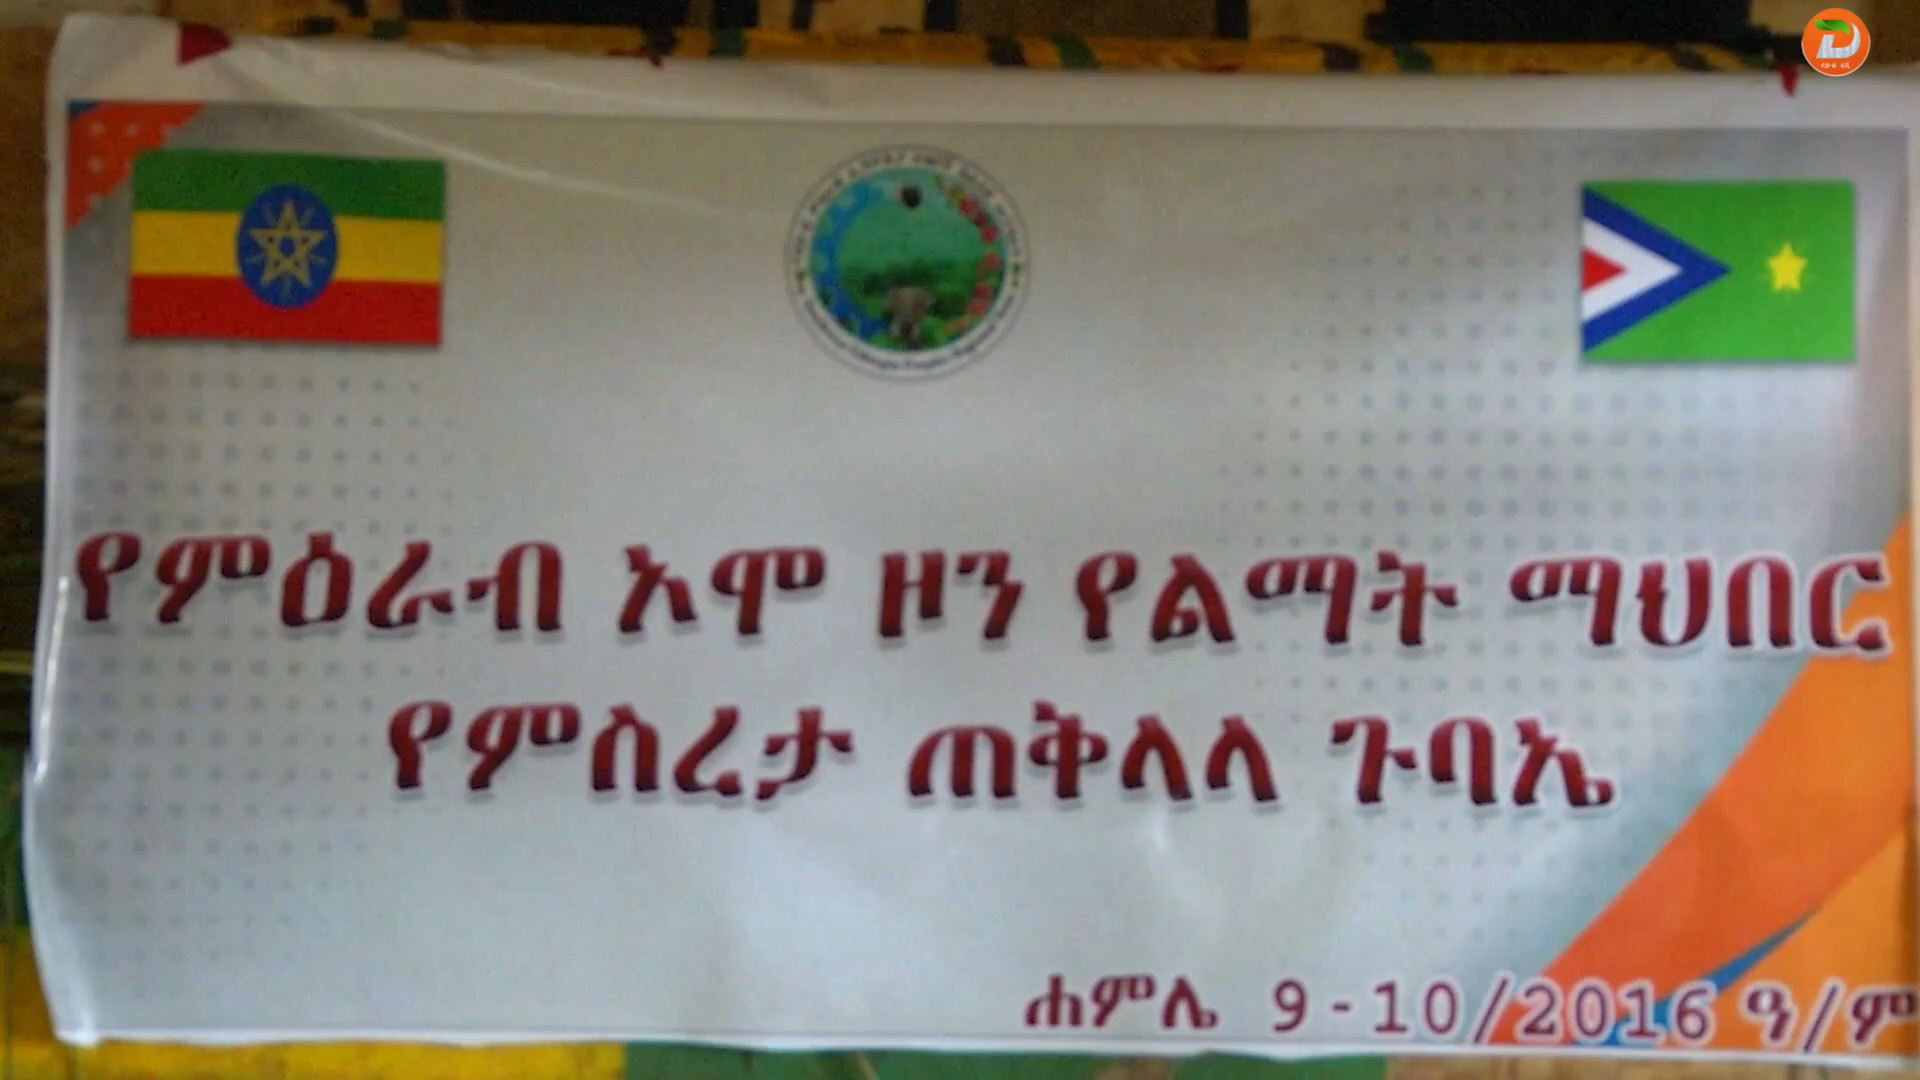 የምዕራብ ኦሞ ዞን የልማት ማህበር
የምስረታ ጠቅላላ ጉባኤ
ሐምሌ 9-10/2016 ዓ/ም